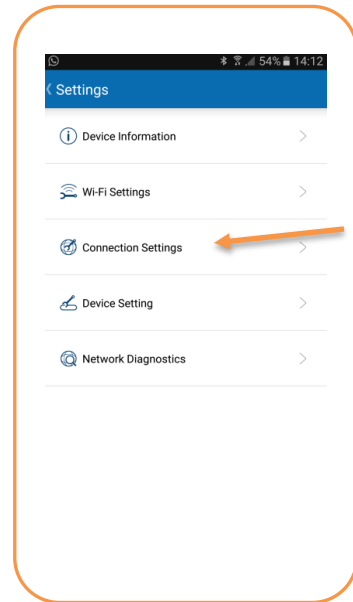 54% 14:12
Settings
Device Information
Wi-Fi Settings
Connection Settings
Device Setting
Network Diagnostics